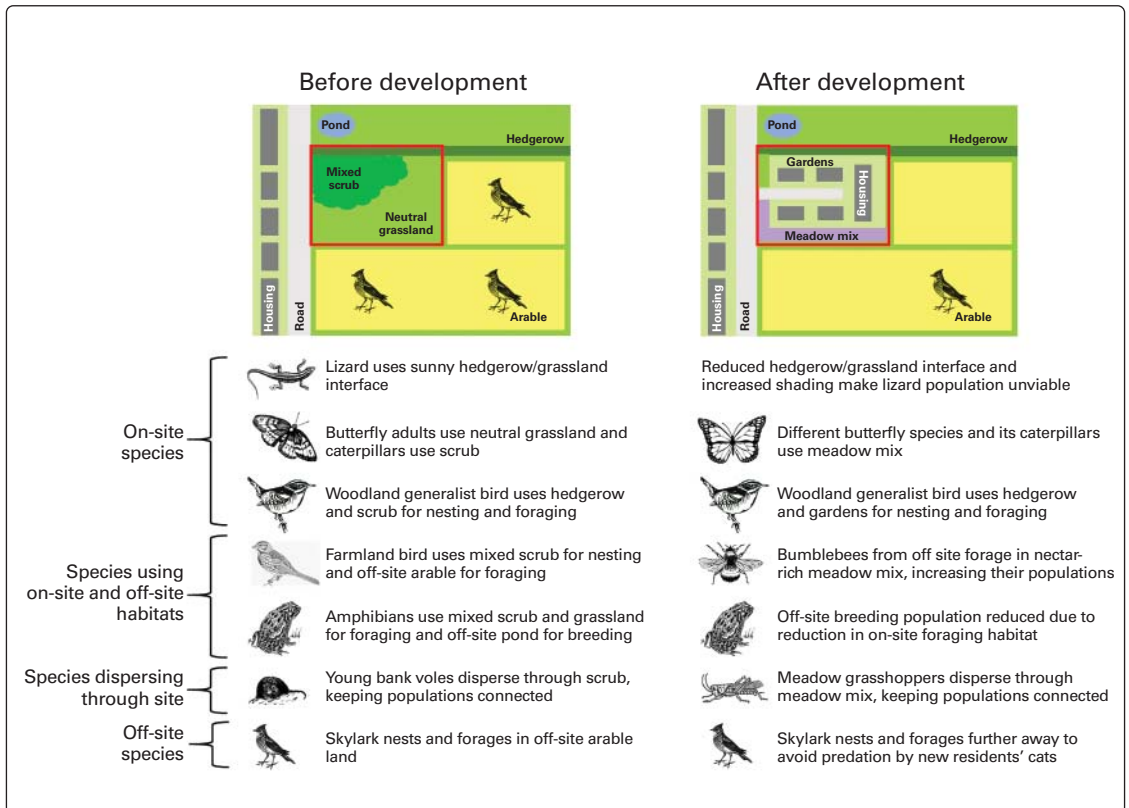 Before development
After development
Pond
Hedgerow
Mixed
scrub
Neutral
grassland
Housing
Road
Arable
Pond
Hedgerow
Gardens
Housing
Meadow mix
Housing
Road
Arable
On-site
species
Lizard uses sunny hedgerow/grassland
interface
Reduced hedgerow/grassland interface and
increased shading make lizard population unviable
Butterfly adults use neutral grassland and
caterpillars use scrub
Different butterfly species and its caterpillars
use meadow mix
Woodland generalist bird uses hedgerow
and scrub for nesting and foraging
Woodland generalist bird uses hedgerow
and gardens for nesting and foraging
Species using
on-site and off-site
habitats
Farmland bird uses mixed scrub for nesting
and off-site arable for foraging
Bumblebees from off site forage in nectar-
rich meadow mix, increasing their populations
Amphibians use mixed scrub and grassland
for foraging and off-site pond for breeding
Off-site breeding population reduced due to
reduction in on-site foraging habitat
Species dispersing
through site
Young bank voles disperse through scrub,
keeping populations connected
Meadow grasshoppers disperse through
meadow mix, keeping populations connected
Off-site
species
Skylark nests and forages in off-site arable
land
Skylark nests and forages further away to
avoid predation by new residents' cats